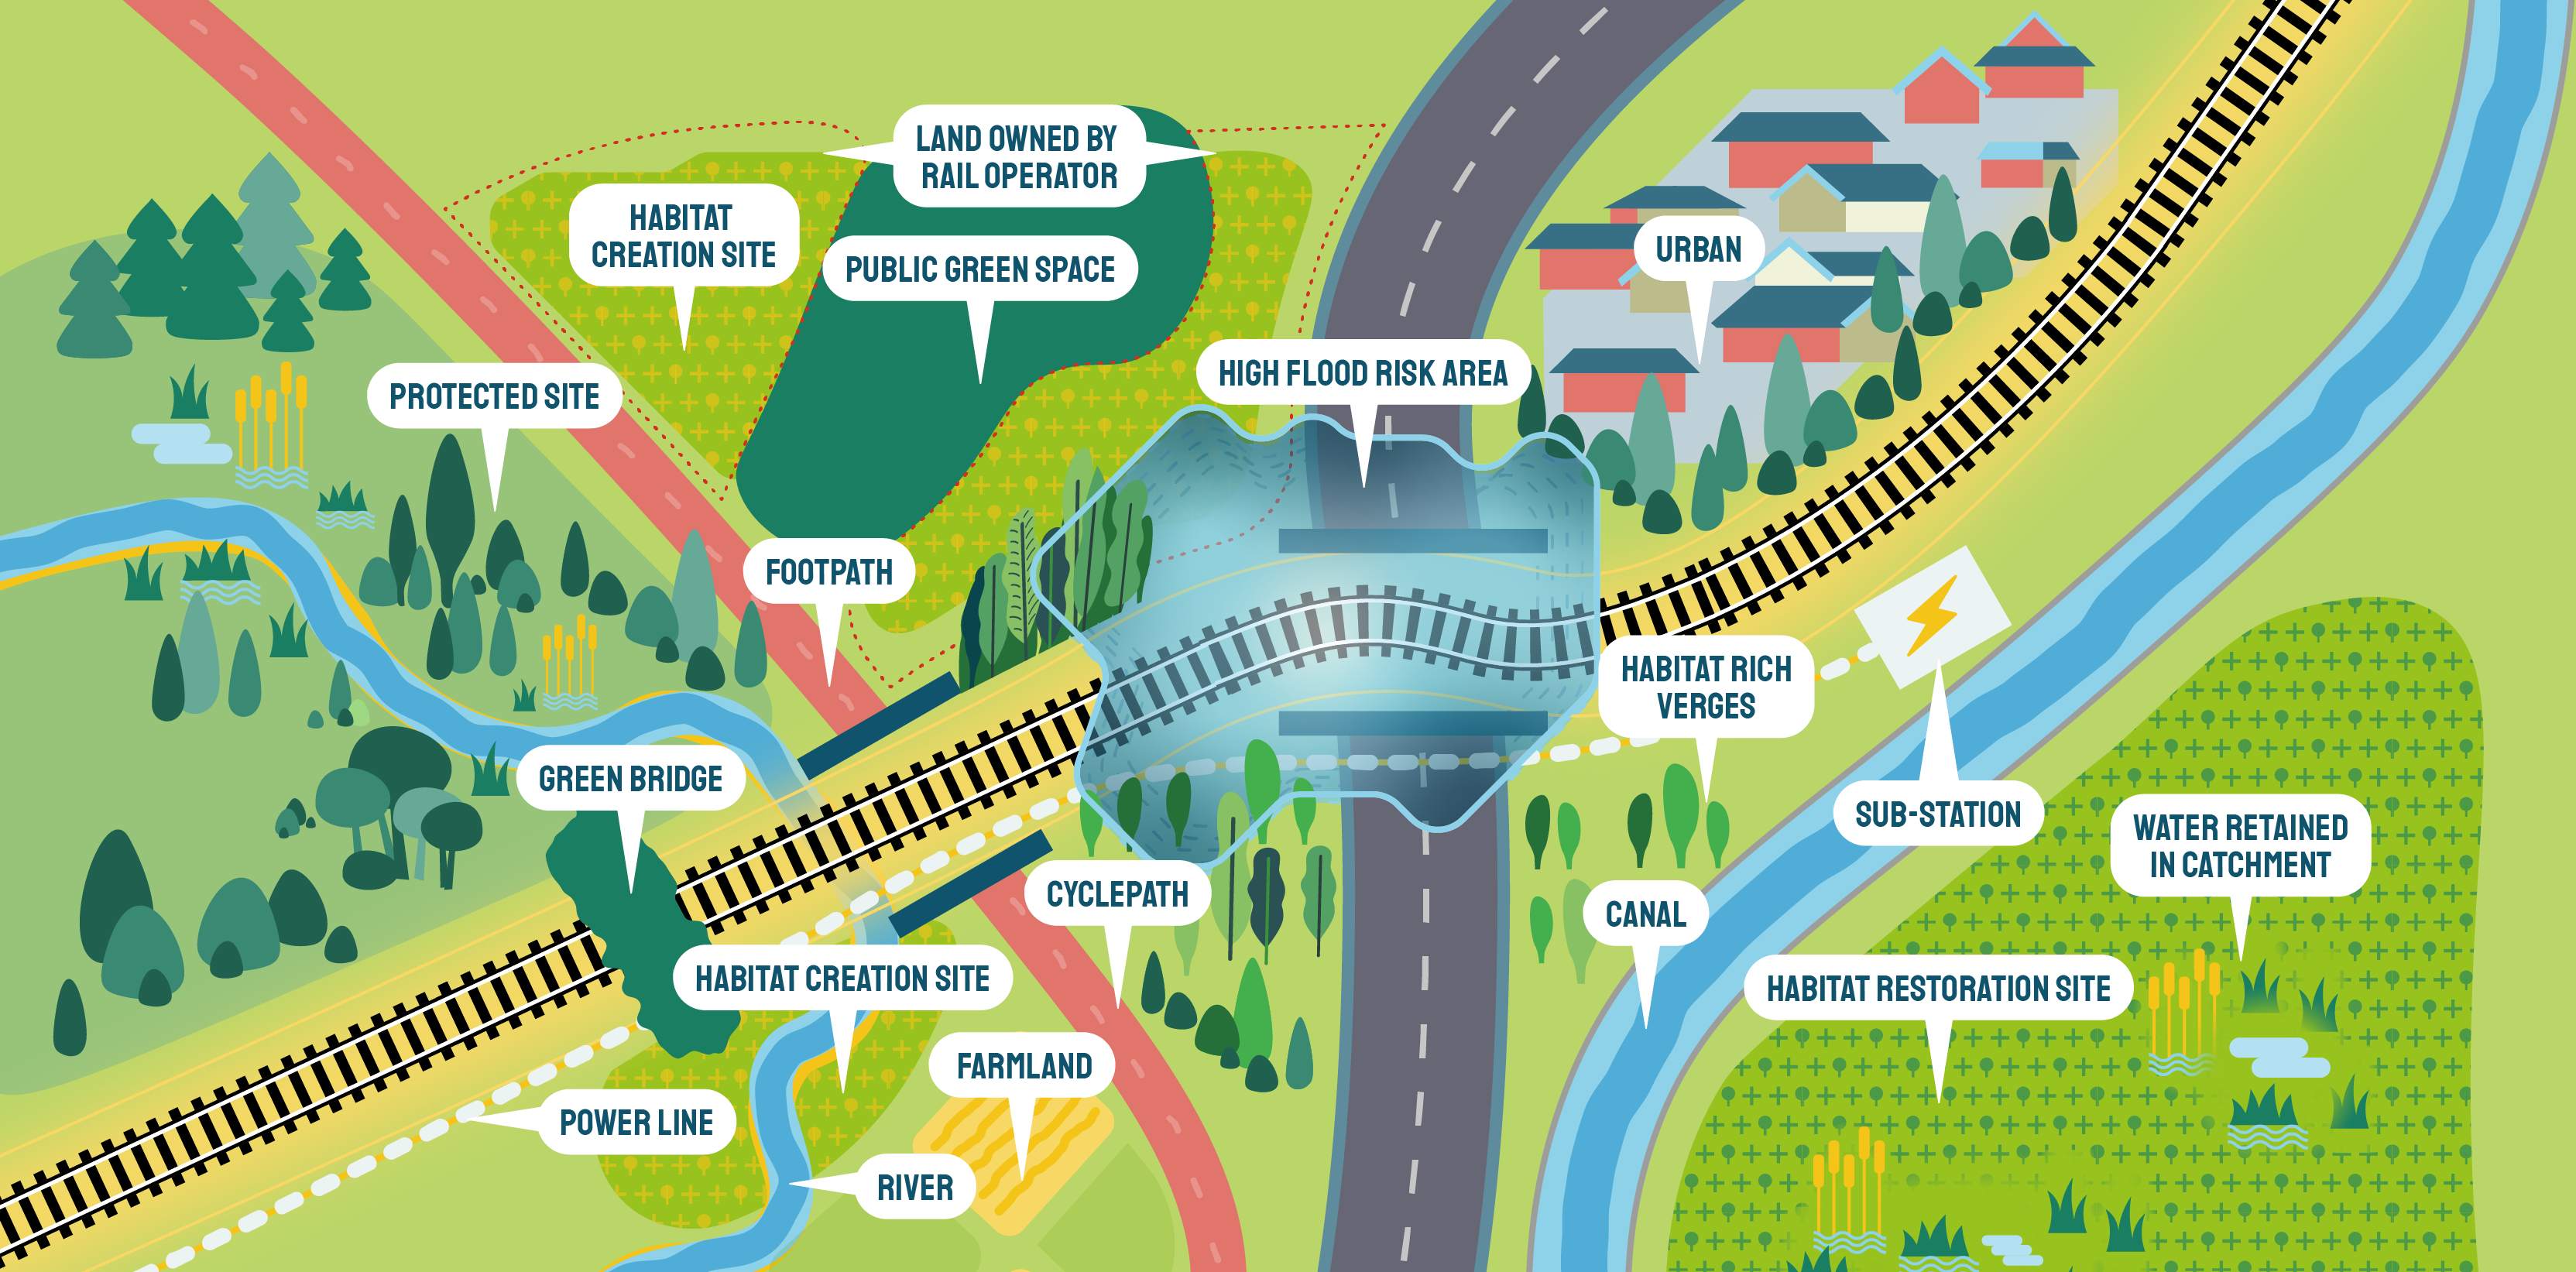 LAND OWNED BY
RAIL OPERATOR
HABITAT
CREATION SITE
PUBLIC GREEN SPACE
URBAN
HIGH FLOOD RISK AREA
PROTECTED SITE
FOOTPATH
HABITAT RICH
VERGES
GREEN BRIDGE
SUB-STATION
WATER RETAINED
IN CATCHMENT
CYCLEPATH
CANAL
HABITAT CREATION SITE
HABITAT RESTORATION SITE
FARMLAND
POWER LINE
RIVER